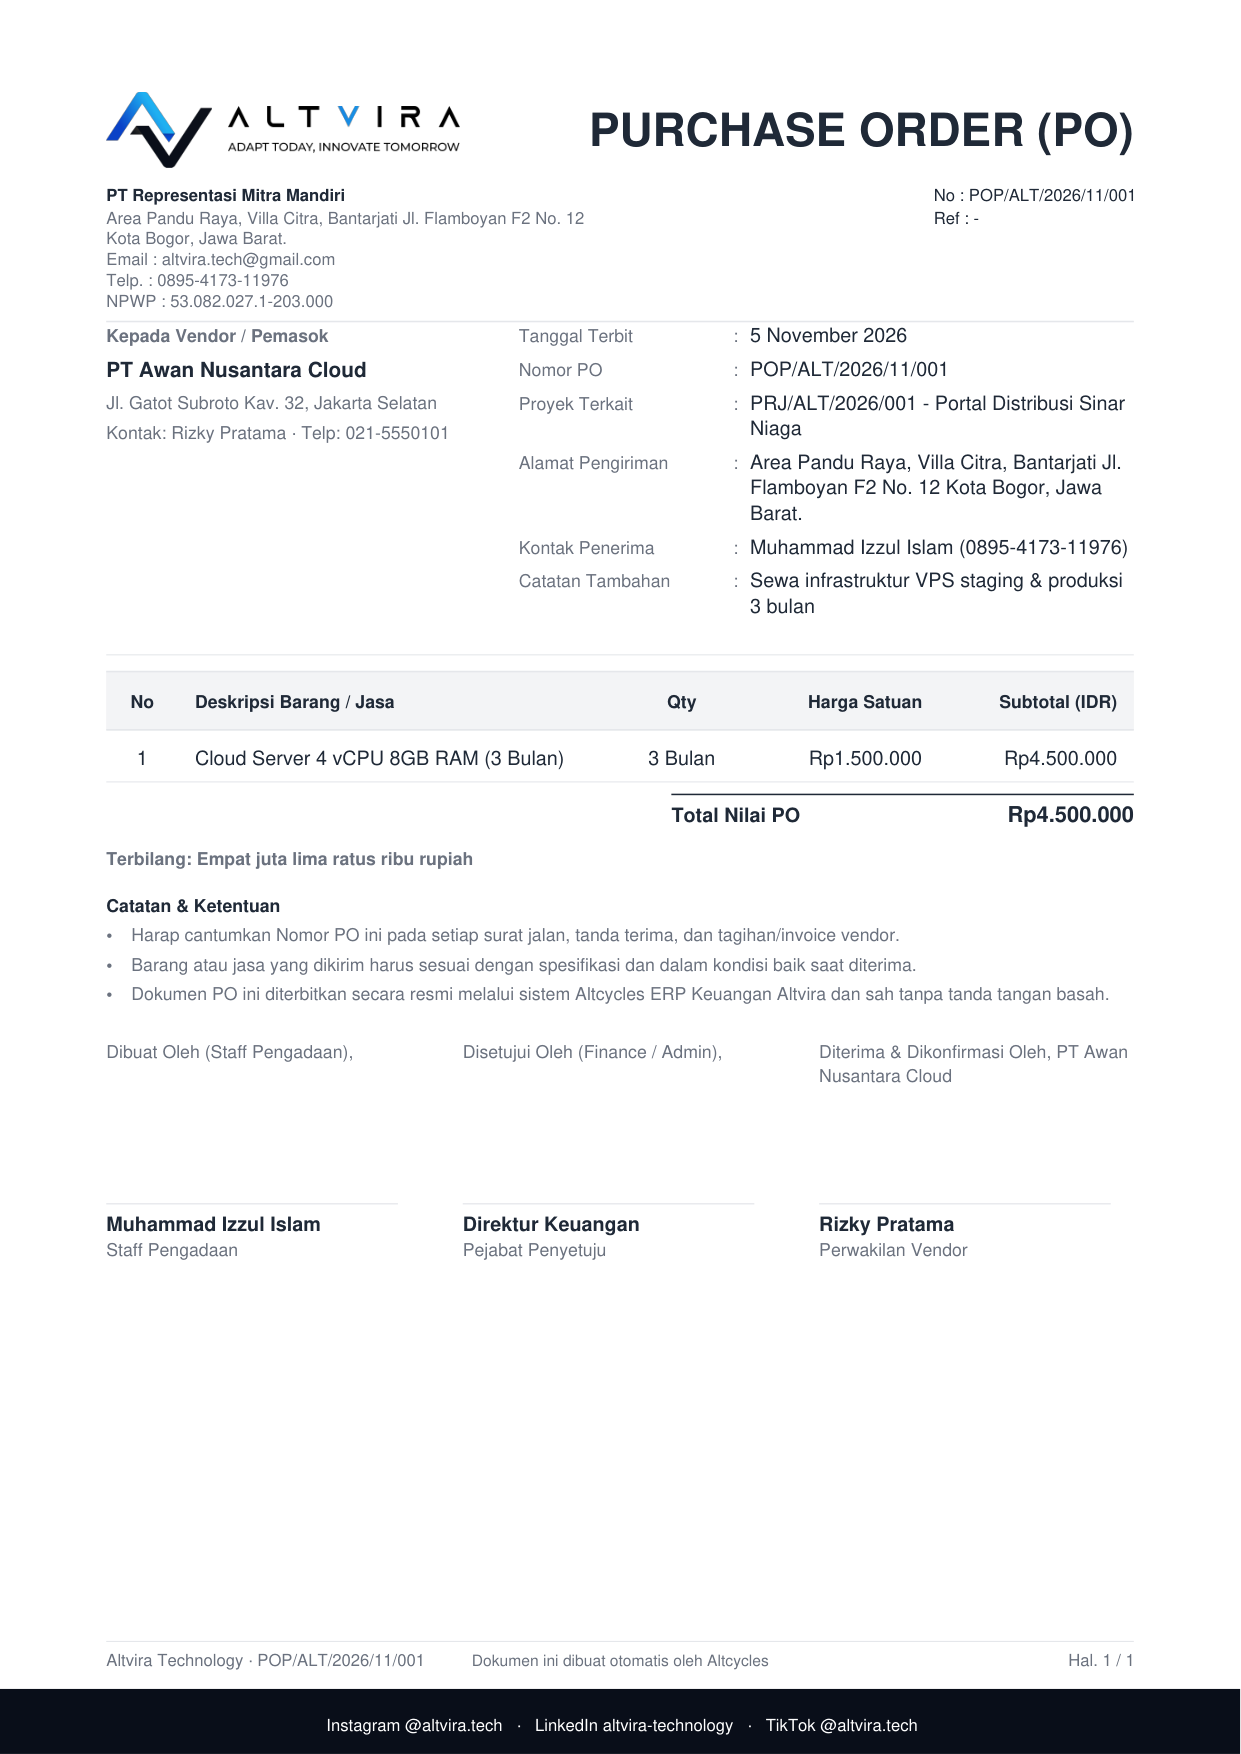 ALTVIRA
ADAPT TODAY, INNOVATE TOMORROW
PURCHASE ORDER (PO)
PT Representasi Mitra Mandiri
Area Pandu Raya, Villa Citra, Bantarjati Jl. Flamboyan F2 No. 12
Kota Bogor, Jawa Barat.
Email : altvira.tech@gmail.com
Telp. : 0895-4173-11976
NPWP : 53.082.027.1-203.000
No : POP/ALT/2026/11/001
Ref : -
Kepada Vendor / Pemasok
PT Awan Nusantara Cloud
Jl. Gatot Subroto Kav. 32, Jakarta Selatan
Kontak: Rizky Pratama · Telp: 021-5550101
Tanggal Terbit : 5 November 2026
Nomor PO : POP/ALT/2026/11/001
Proyek Terkait : PRJ/ALT/2026/001 - Portal Distribusi Sinar
Niaga
Alamat Pengiriman : Area Pandu Raya, Villa Citra, Bantarjati Jl.
Flamboyan F2 No. 12 Kota Bogor, Jawa
Barat.
Kontak Penerima : Muhammad Izzul Islam (0895-4173-11976)
Catatan Tambahan : Sewa infrastruktur VPS staging & produksi
3 bulan
No Deskripsi Barang / Jasa Qty Harga Satuan Subtotal (IDR)
1 Cloud Server 4 vCPU 8GB RAM (3 Bulan) 3 Bulan Rp1.500.000 Rp4.500.000
Total Nilai PO Rp4.500.000
Terbilang: Empat juta lima ratus ribu rupiah
Catatan & Ketentuan
• Harap cantumkan Nomor PO ini pada setiap surat jalan, tanda terima, dan tagihan/invoice vendor.
• Barang atau jasa yang dikirim harus sesuai dengan spesifikasi dan dalam kondisi baik saat diterima.
• Dokumen PO ini diterbitkan secara resmi melalui sistem Altcycles ERP Keuangan Altvira dan sah tanpa tanda tangan basah.
Dibuat Oleh (Staff Pengadaan), Disetujui Oleh (Finance / Admin), Diterima & Dikonfirmasi Oleh, PT Awan
Nusantara Cloud
Muhammad Izzul Islam Direktur Keuangan Rizky Pratama
Staff Pengadaan Pejabat Penyetuju Perwakilan Vendor
Altvira Technology · POP/ALT/2026/11/001 Dokumen ini dibuat otomatis oleh Altcycles Hal. 1 / 1
Instagram @altvira.tech · LinkedIn altvira-technology · TikTok @altvira.tech